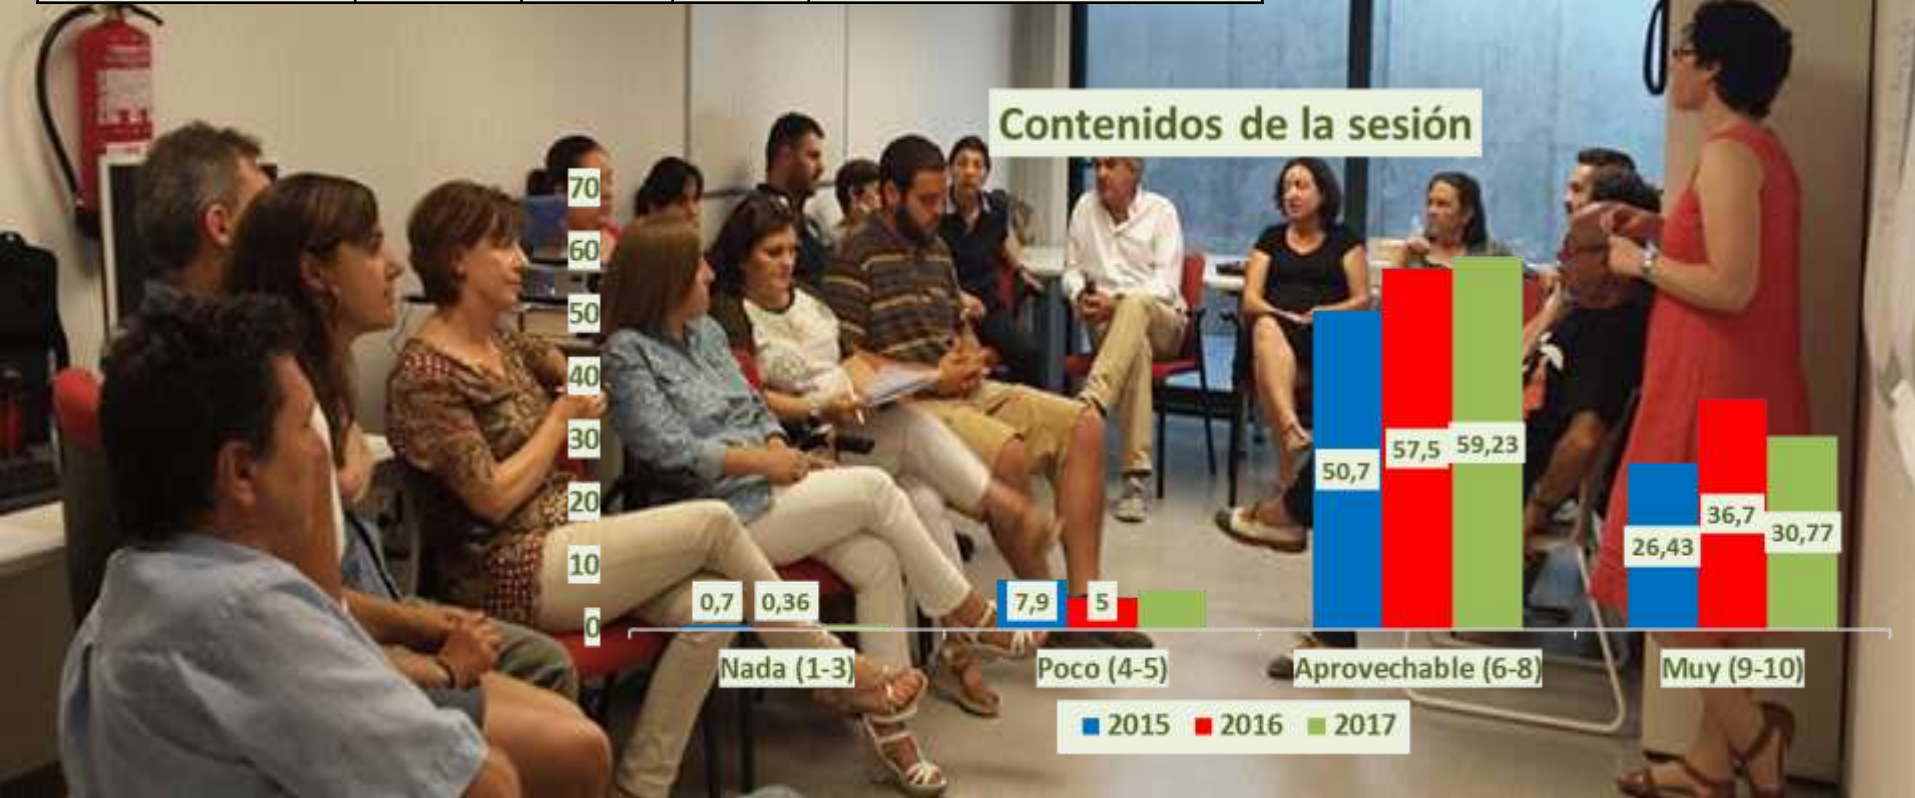 Contenidos de la sesión
70
60
50
40
30
20
10
0
0,7 0,36
7,9 5
50,7 57,5 59,23
26,43 36,7 30,77
Nada (1-3) Poco (4-5) Aprovechable (6-8) Muy (9-10)
2015 2016 2017